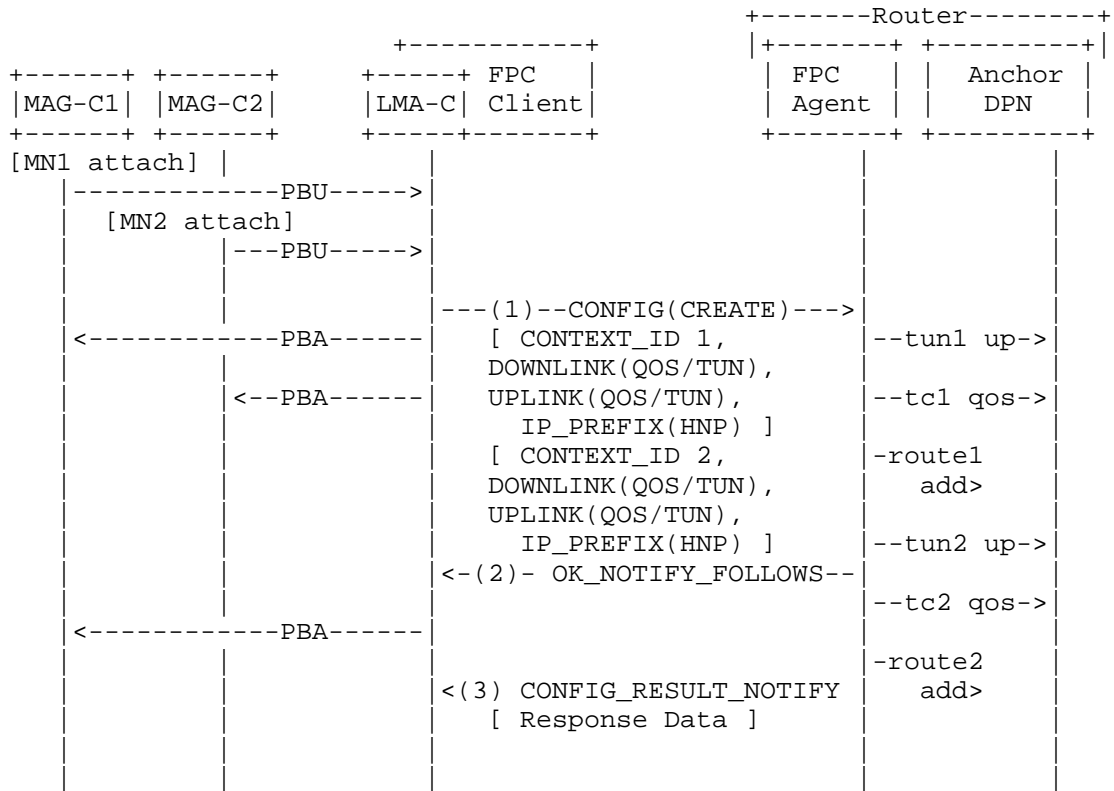 +-------Router--------+
+-----------+ |+-------+ +---------+|
+------+ +------+ +-----+ FPC | | FPC | | Anchor |
|MAG-C1| |MAG-C2| |LMA-C| Client| | Agent | | DPN |
+------+ +------+ +-----+-------+ +-------+ +---------+
[MN1 attach] | | | |
|-------------PBU----->| | |
| [MN2 attach] | | |
| |---PBU----->| | |
| | | | |
| | | | |
| | |---(1)--CONFIG(CREATE)--->| |
|<------------PBA------| [ CONTEXT_ID 1, |--tun1 up->|
| | | DOWNLINK(QOS/TUN), | |
| |<--PBA------| UPLINK(QOS/TUN), |--tc1 qos->|
| | | IP_PREFIX(HNP) ] | |
| | | [ CONTEXT_ID 2, |-route1 |
| | | DOWNLINK(QOS/TUN), | add> |
| | | UPLINK(QOS/TUN), | |
| | | IP_PREFIX(HNP) ] |--tun2 up->|
| | |<-(2)- OK_NOTIFY_FOLLOWS--| |
| | | |--tc2 qos->|
|<------------PBA------| | |
| | | |-route2 |
| | |<(3) CONFIG_RESULT_NOTIFY | add> |
| | | [ Response Data ] | |
| | | | |
| | | | |